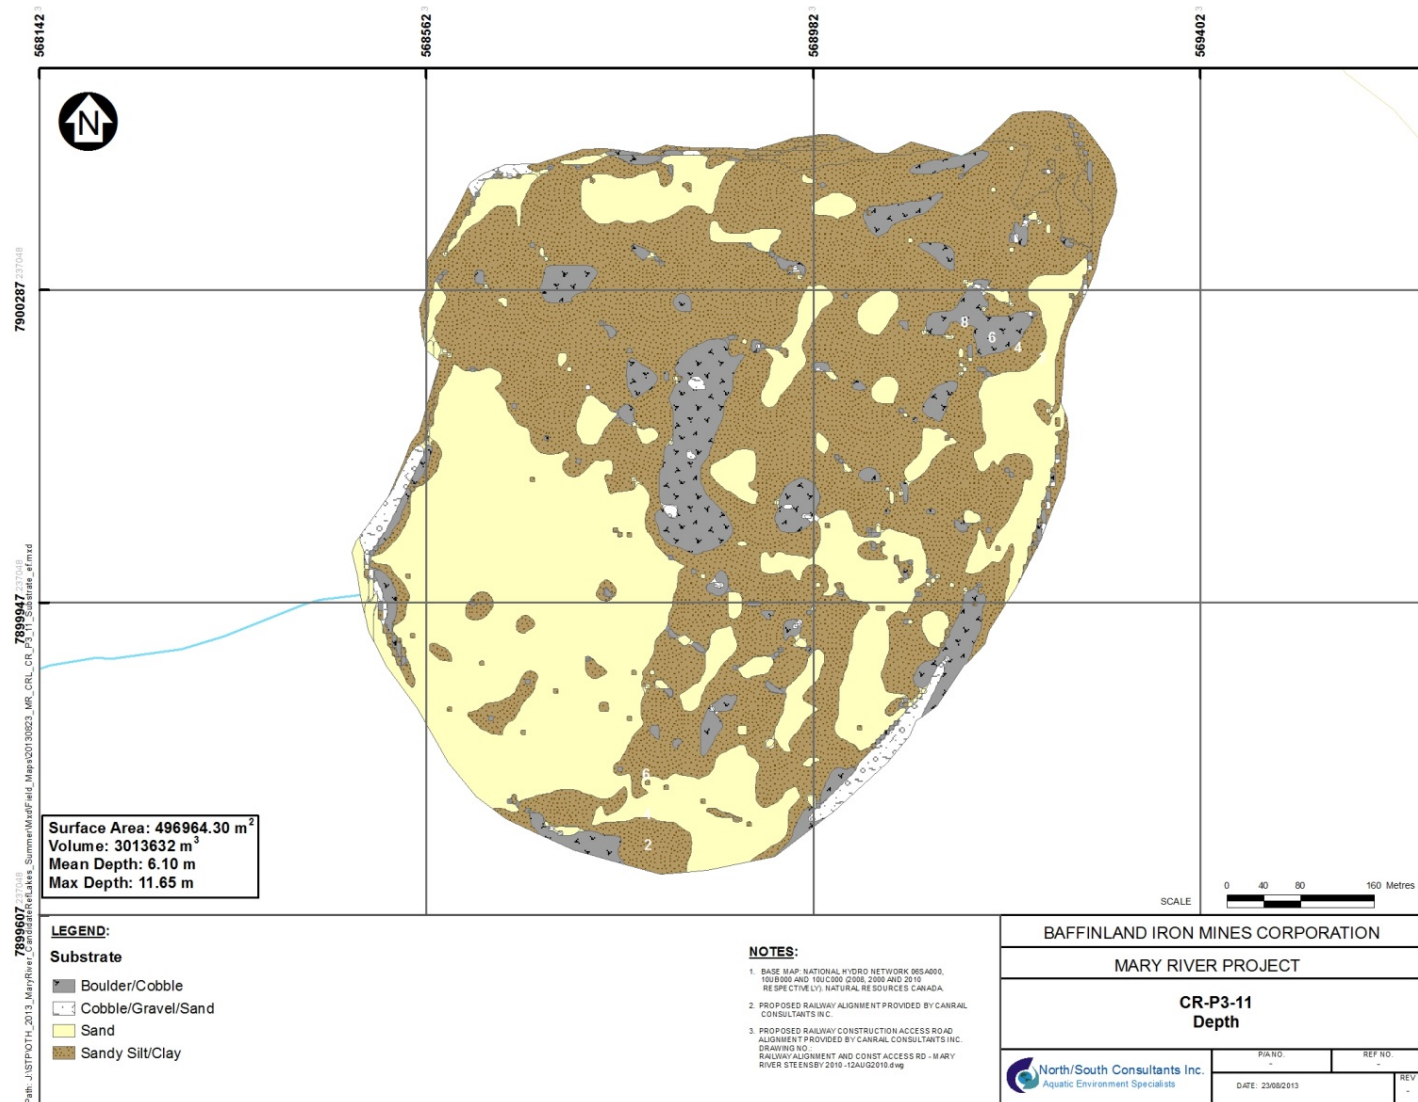 568142
568562
568982
569402
N
7900287
7899947
7899607
8
6
4
6
4
2
Surface Area: 496964.30 m²
Volume: 3013632 m³
Mean Depth: 6.10 m
Max Depth: 11.65 m
SCALE
0 40 80 160 Metres
LEGEND:
Substrate
Boulder/Cobble
Cobble/Gravel/Sand
Sand
Sandy Silt/Clay
NOTES:
1. BASE MAP: NATIONAL HYDRO NETWORK 06SA000,
10UB000 AND 10UC000 (2008, 2000 AND 2010
RESPECTIVELY). NATURAL RESOURCES CANADA.
2. PROPOSED RAILWAY ALIGNMENT PROVIDED BY CANRAIL
CONSULTANTS INC.
3. PROPOSED RAILWAY CONSTRUCTION ACCESS ROAD
ALIGNMENT PROVIDED BY CANRAIL CONSULTANTS INC.
DRAWING NO.:
RAILWAY ALIGNMENT AND CONST ACCESS RD - MARY
RIVER STEENSBY 2010 -12AUG2010.dwg
BAFFINLAND IRON MINES CORPORATION
MARY RIVER PROJECT
CR-P3-11
Depth
North/South Consultants Inc.
Aquatic Environment Specialists
P/A NO.
-
REF NO.
-
DATE: 23/08/2013
REV
-